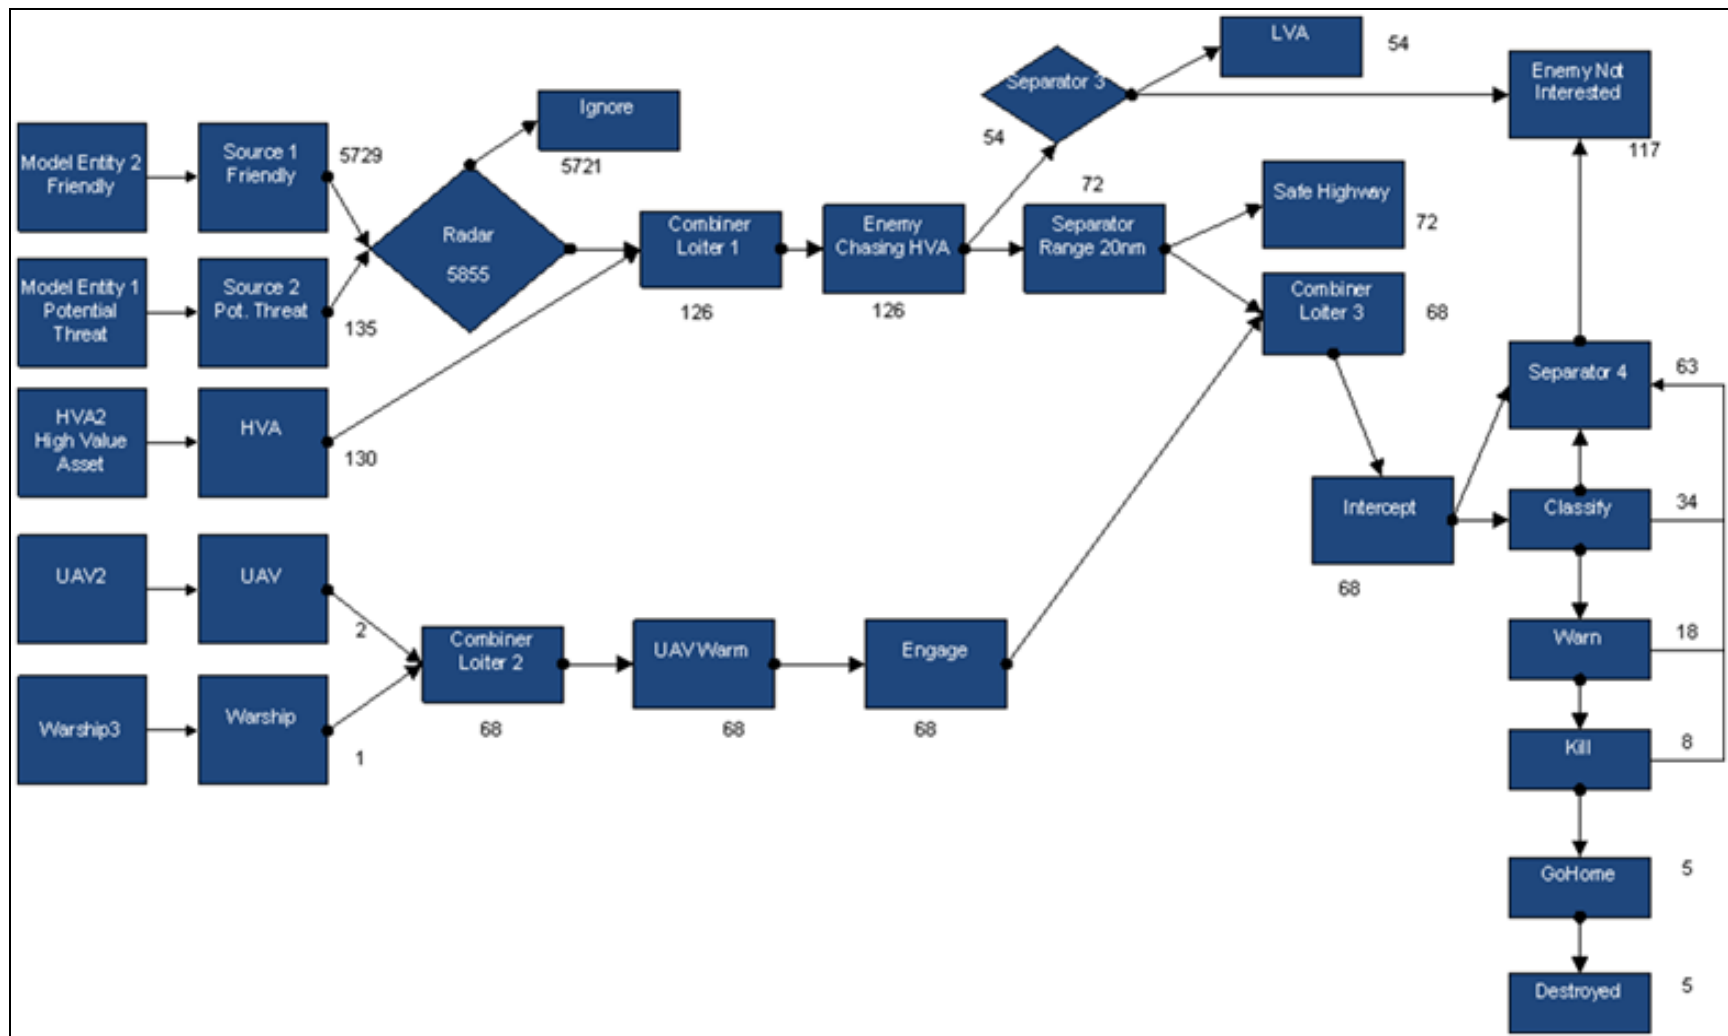 LVA
54
Separator 3
54
Enemy Not
Interested
117
Ignore
5721
Model Entity 2
Friendly
Source 1
Friendly
5729
Radar
5855
Combiner
Loiter 1
126
Enemy
Chasing HVA
126
72
Separator
Range 20nm
Safe Highway
72
Model Entity 1
Potential
Threat
Source 2
Pot. Threat
135
Combiner
Loiter 3
68
HVA2
High Value
Asset
HVA
130
Separator 4
63
Intercept
68
Classify
34
UAV2
UAV
2
Combiner
Loiter 2
68
UAV Warm
68
Engage
68
Warn
18
Warship3
Warship
1
Kill
8
GoHome
5
Destroyed
5